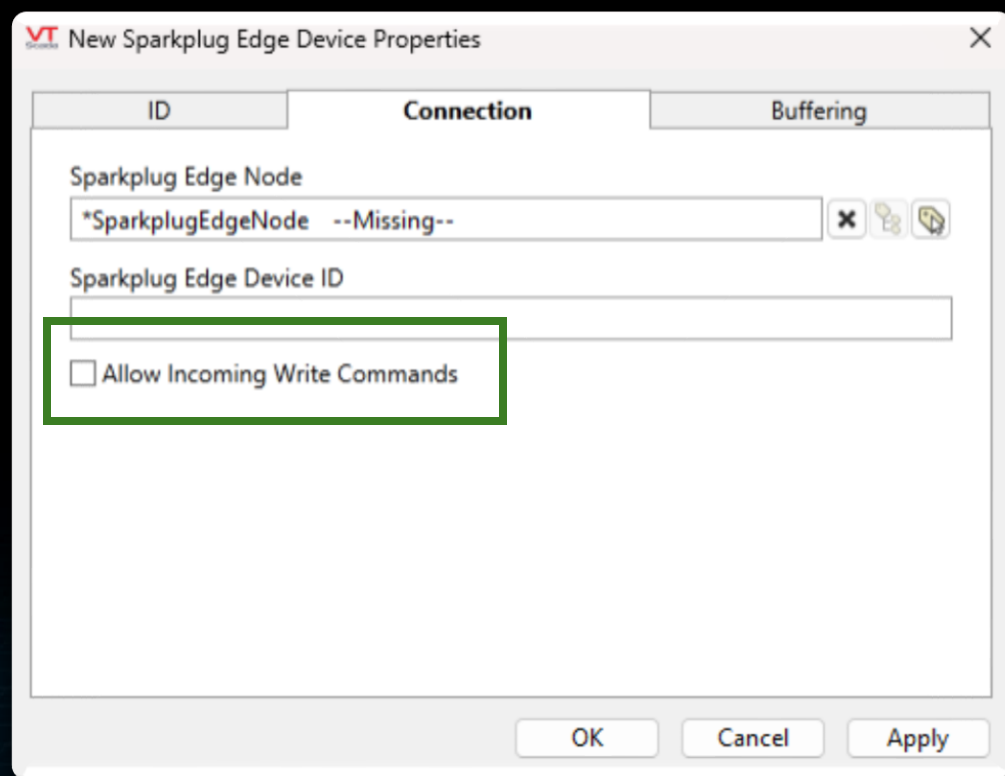 VT
Scada
New Sparkplug Edge Device Properties
ID
Connection
Buffering
Sparkplug Edge Node
*SparkplugEdgeNode --Missing--
Sparkplug Edge Device ID
Allow Incoming Write Commands
OK
Cancel
Apply